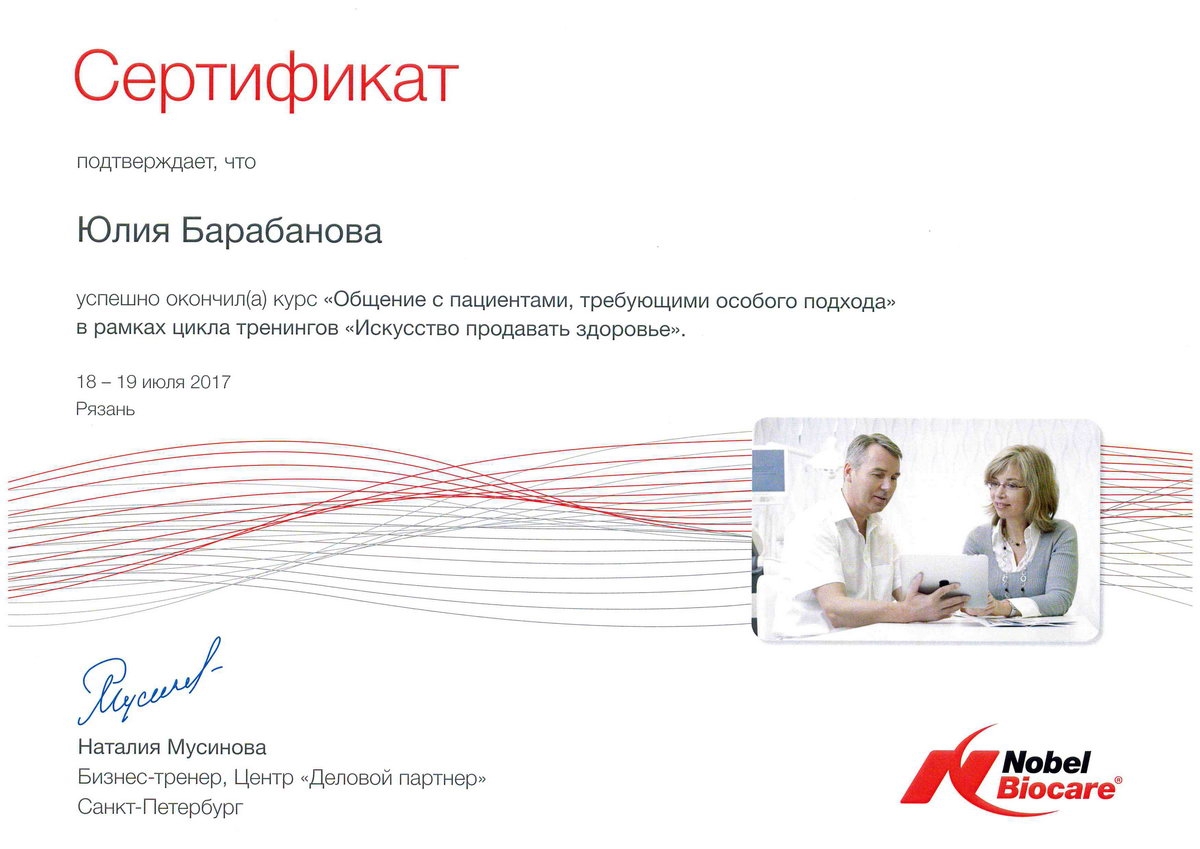 Сертификат
подтверждает, что
Юлия Барабанова
успешно окончил(а) курс «Общение с пациентами, требующими особого подхода»
в рамках цикла тренингов «Искусство продавать здоровье».
18 – 19 июля 2017
Рязань
Мусинов
Наталия Мусинова
Бизнес-тренер, Центр «Деловой партнер»
Санкт-Петербург
Nobel
Biocare®